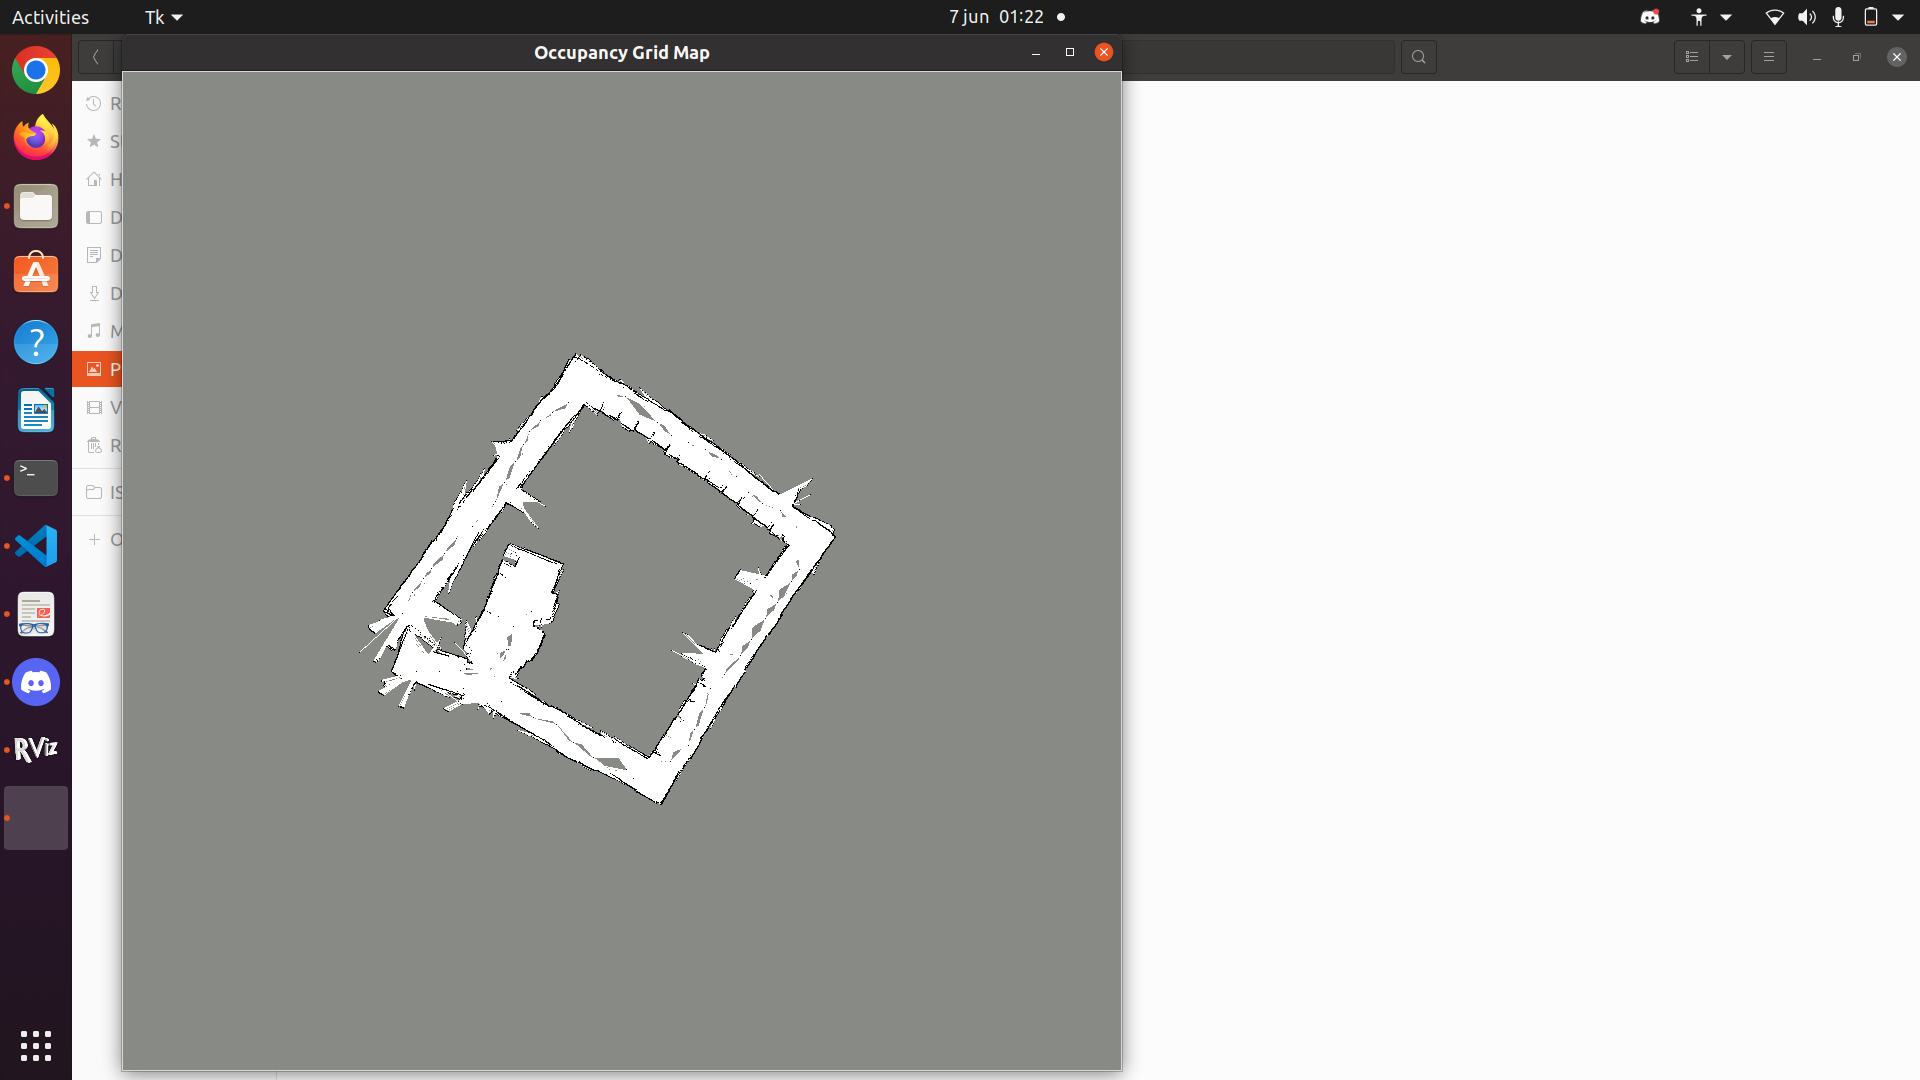 Activities
Tk
7 jun 01:22
Occupancy Grid Map
R
S
H
D
D
D
M
P
V
R
IS
O
>_
?
RViz